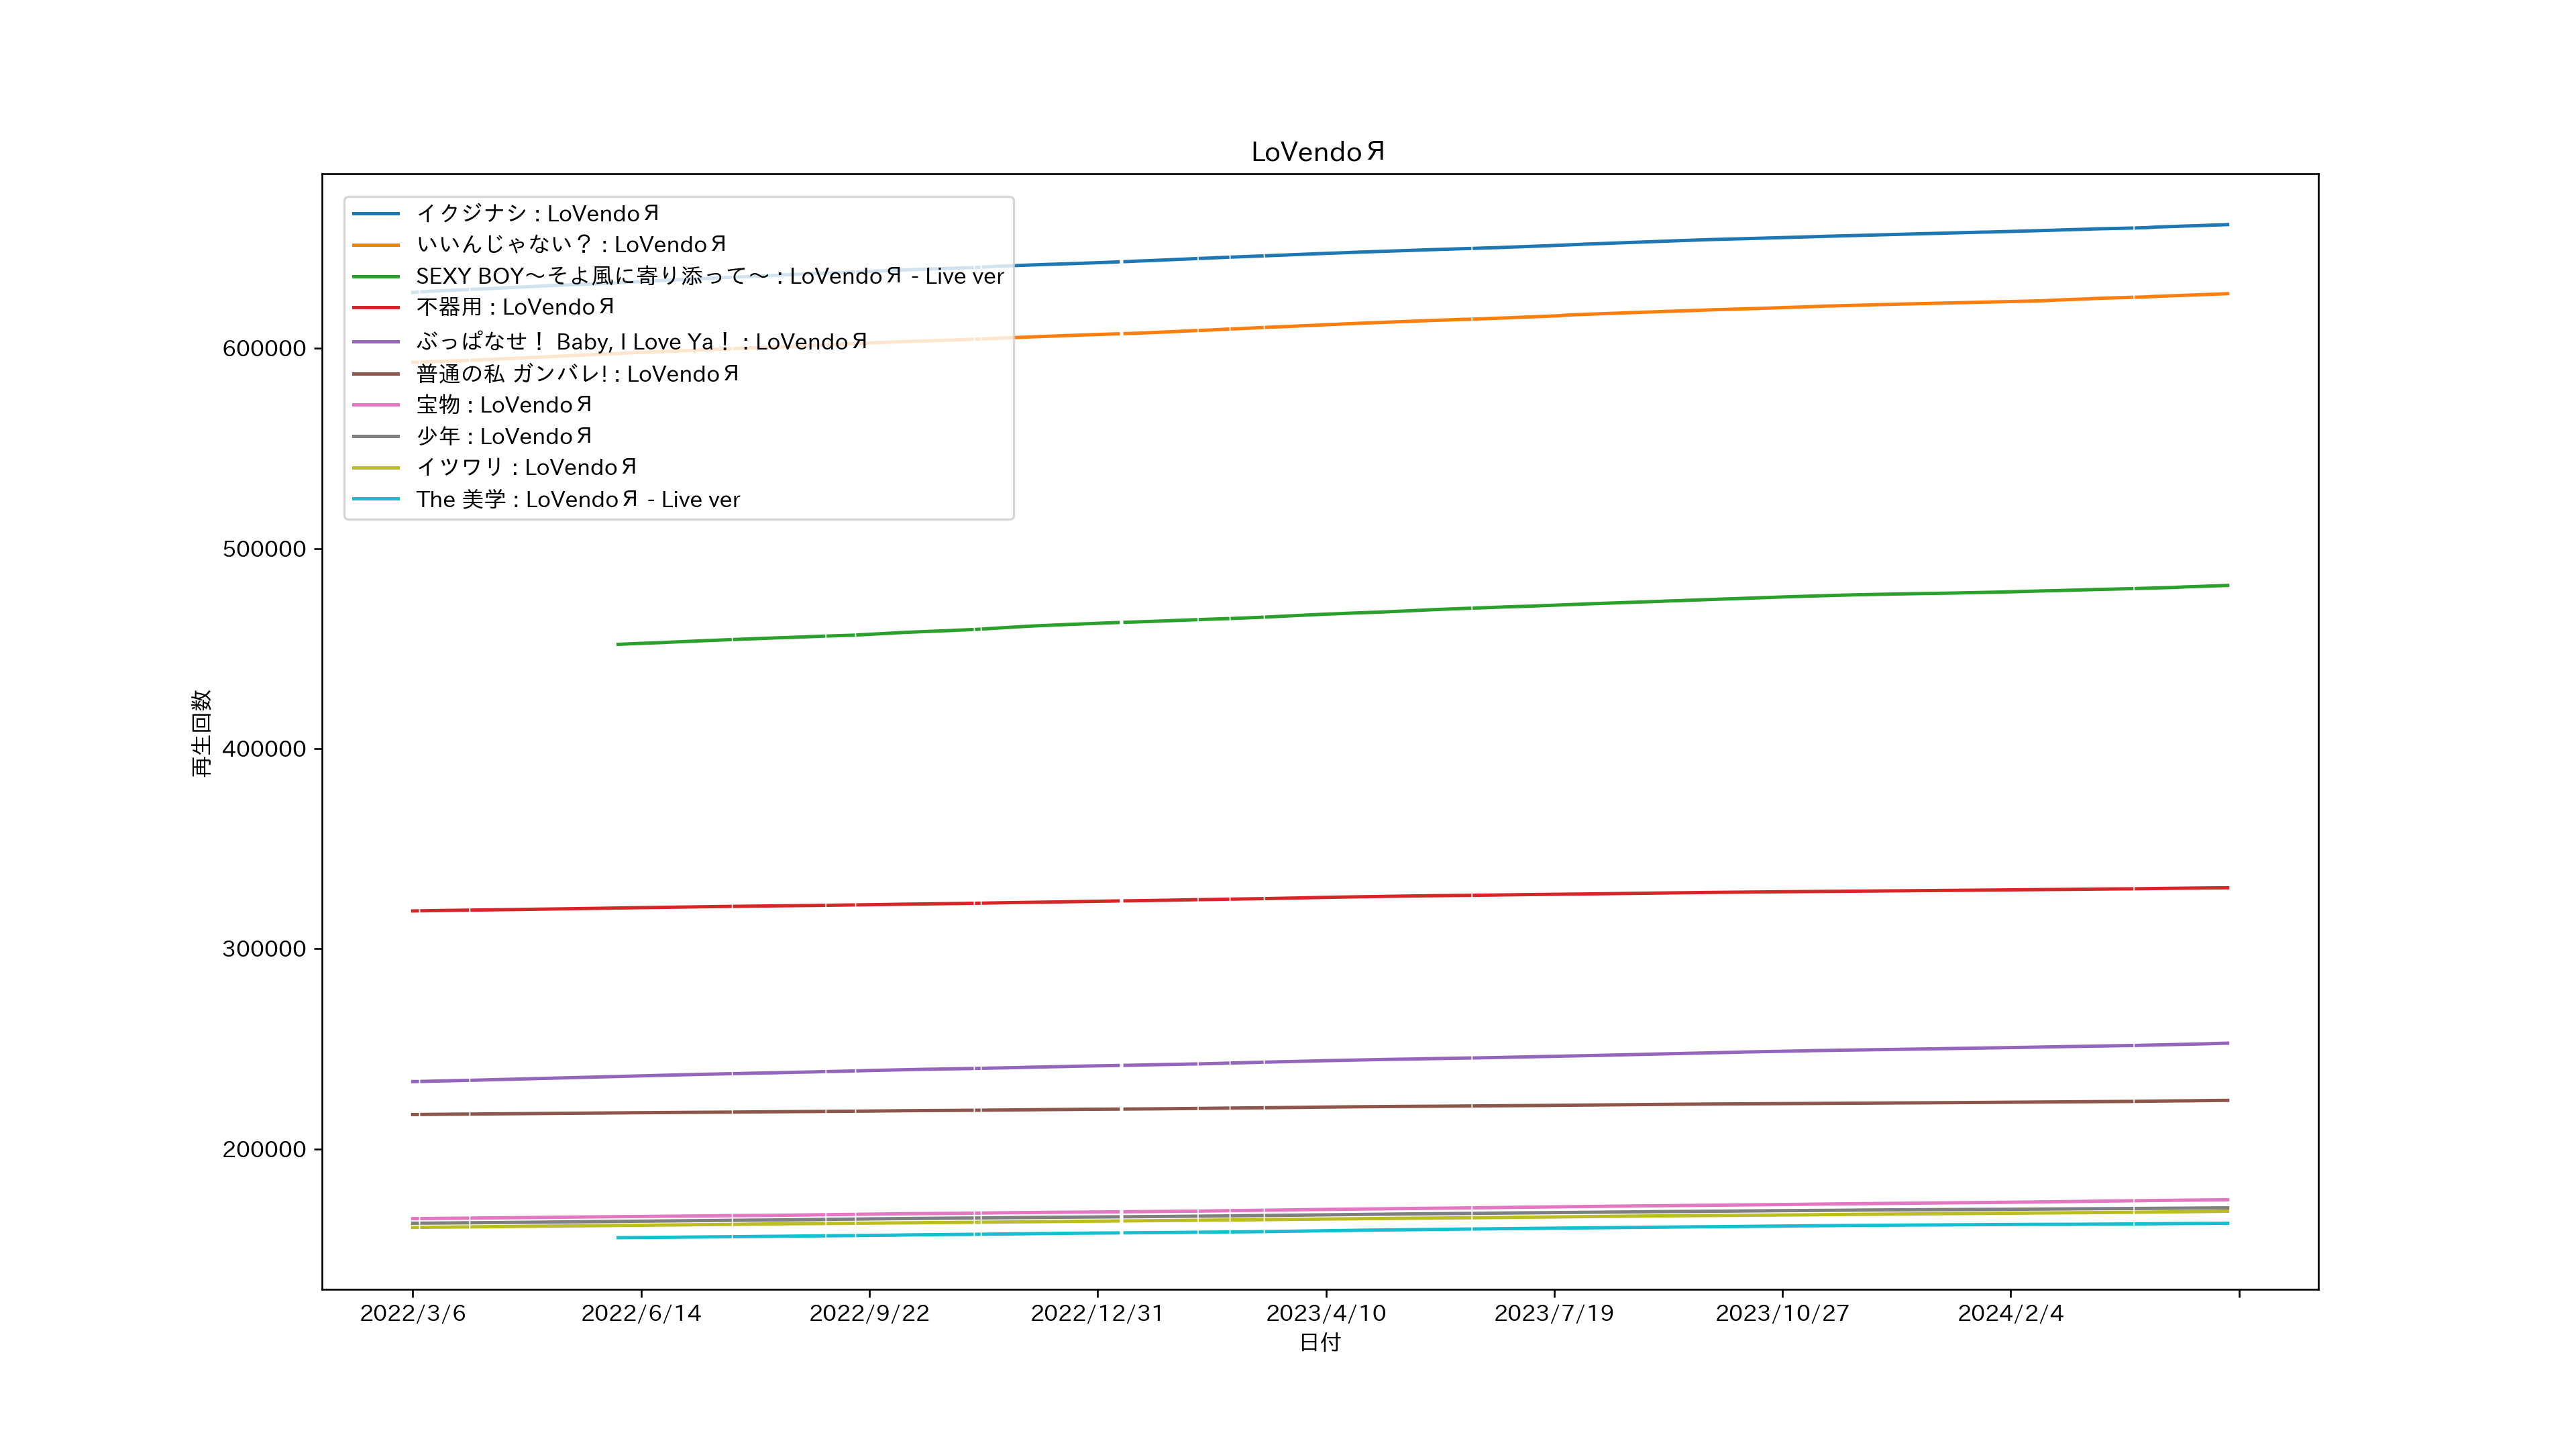 LoVendoЯ
イクジナシ : LoVendoЯ
いいんじゃない？ : LoVendoЯ
SEXY BOY～そよ風に寄り添って～ : LoVendoЯ - Live ver
不器用 : LoVendoЯ
ぶっぱなせ！ Baby, I Love Ya！ : LoVendoЯ
普通の私 ガンバレ! : LoVendoЯ
宝物 : LoVendoЯ
少年 : LoVendoЯ
イツワリ : LoVendoЯ
The 美学 : LoVendoЯ - Live ver
600000
500000
400000
300000
200000
再生回数
2022/3/6
2022/6/14
2022/9/22
2022/12/31
2023/4/10
2023/7/19
2023/10/27
2024/2/4
日付